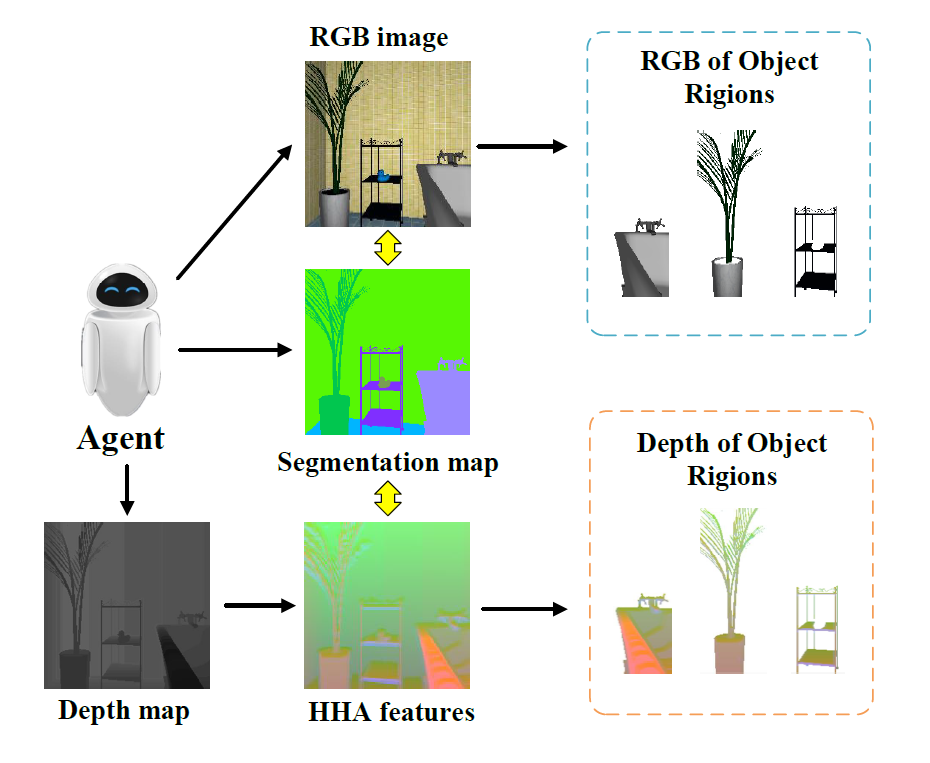 RGB image
RGB of Object
Rigions
Agent
Segmentation map
Depth of Object
Rigions
Depth map
HHA features